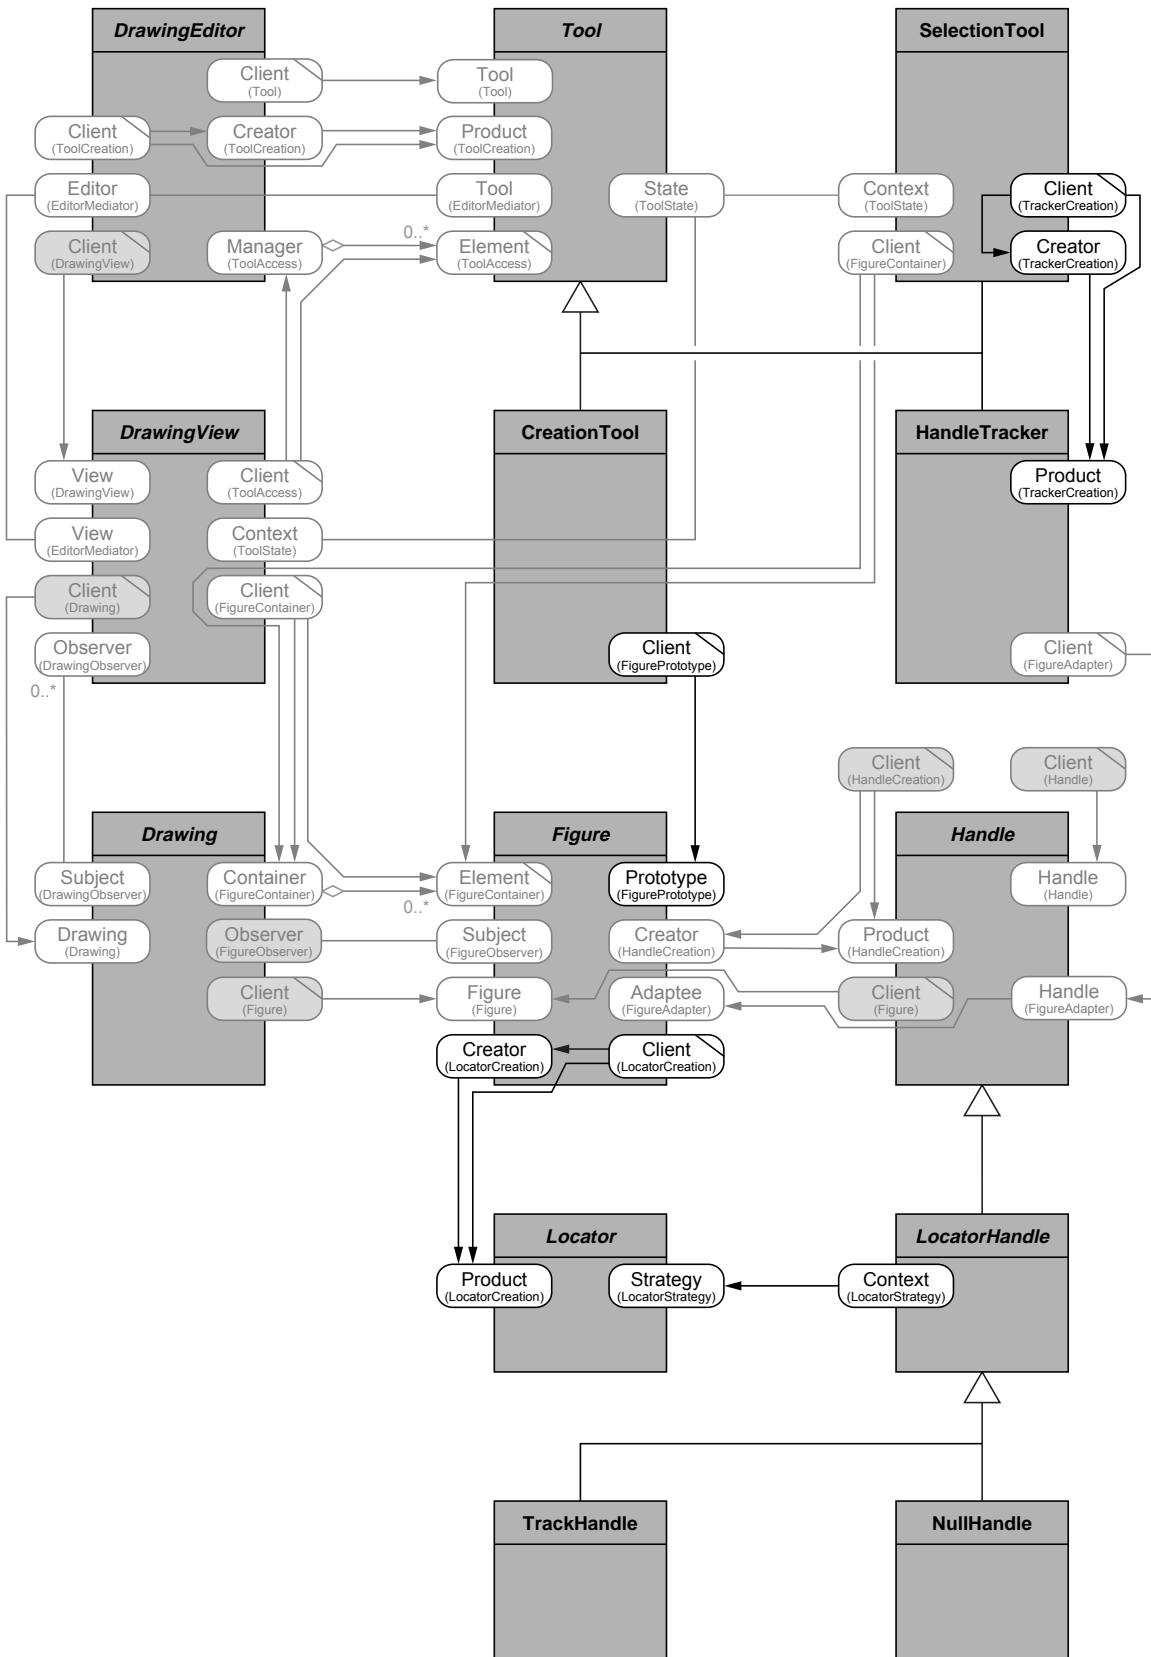 DrawingEditor
Tool
SelectionTool
Client
(Tool)
Tool
(Tool)
Client
(ToolCreation)
Creator
(ToolCreation)
Product
(ToolCreation)
Editor
(EditorMediator)
Tool
(EditorMediator)
State
(ToolState)
Context
(ToolState)
Client
(TrackerCreation)
Client
(DrawingView)
Manager
(ToolAccess)
0..*
Element
(ToolAccess)
Client
(FigureContainer)
Creator
(TrackerCreation)
DrawingView
CreationTool
HandleTracker
View
(DrawingView)
Client
(ToolAccess)
Product
(TrackerCreation)
View
(EditorMediator)
Context
(ToolState)
Client
(Drawing)
Client
(FigureContainer)
Observer
(DrawingObserver)
0..*
Client
(FigurePrototype)
Client
(FigureAdapter)
Client
(HandleCreation)
Client
(Handle)
Drawing
Figure
Handle
Subject
(DrawingObserver)
Container
(FigureContainer)
0..*
Element
(FigureContainer)
Prototype
(FigurePrototype)
Handle
(Handle)
Drawing
(Drawing)
Observer
(FigureObserver)
Subject
(FigureObserver)
Creator
(HandleCreation)
Product
(HandleCreation)
Client
(Figure)
Figure
(Figure)
Adaptee
(FigureAdapter)
Client
(Figure)
Handle
(FigureAdapter)
Creator
(LocatorCreation)
Client
(LocatorCreation)
Locator
LocatorHandle
Product
(LocatorCreation)
Strategy
(LocatorStrategy)
Context
(LocatorStrategy)
TrackHandle
NullHandle